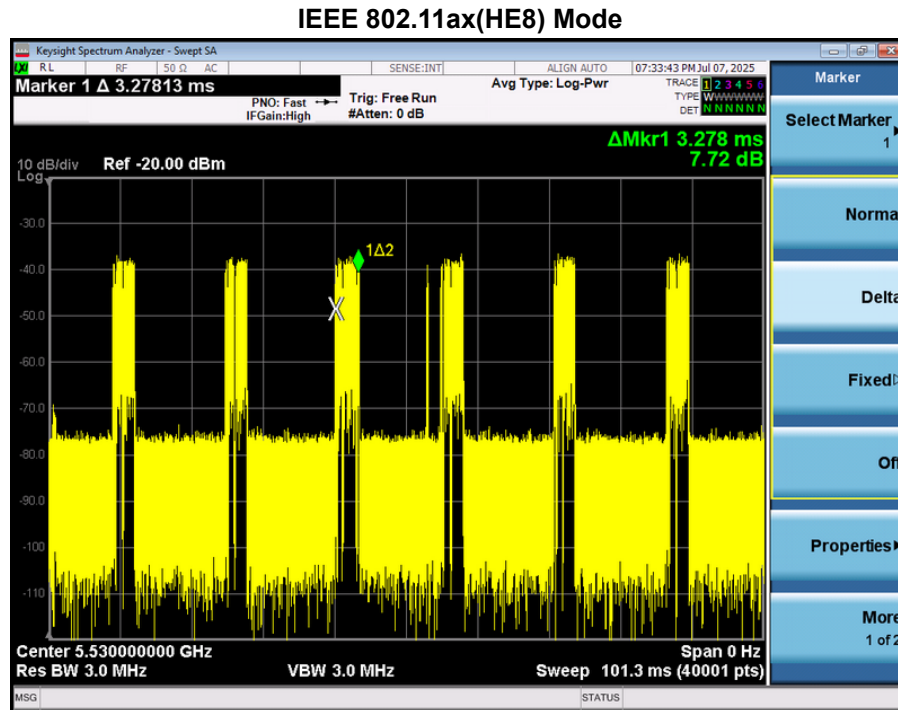 IEEE 802.11ax(HE8) Mode
Keysight Spectrum Analyzer - Swept SA
LXI RL RF 50 Ω AC SENSE:INT ALIGN AUTO 07:33:43 PM Jul 07, 2025
Marker 1 Δ 3.27813 ms
PNO: Fast
IFGain:High
Trig: Free Run
#Atten: 0 dB
Avg Type: Log-Pwr
TRACE 1 2 3 4 5 6
TYPE WWWWWW
DET N N N N N N
ΔMkr1 3.278 ms
7.72 dB
10 dB/div Ref -20.00 dBm
Log
1Δ2
-30.0
-40.0
-50.0
-60.0
-70.0
-80.0
-90.0
-100
-110
Center 5.530000000 GHz Span 0 Hz
Res BW 3.0 MHz VBW 3.0 MHz Sweep 101.3 ms (40001 pts)
MSG STATUS
Marker
Select Marker
1
Norma
Delta
Fixed
Off
Properties
More
1 of 2